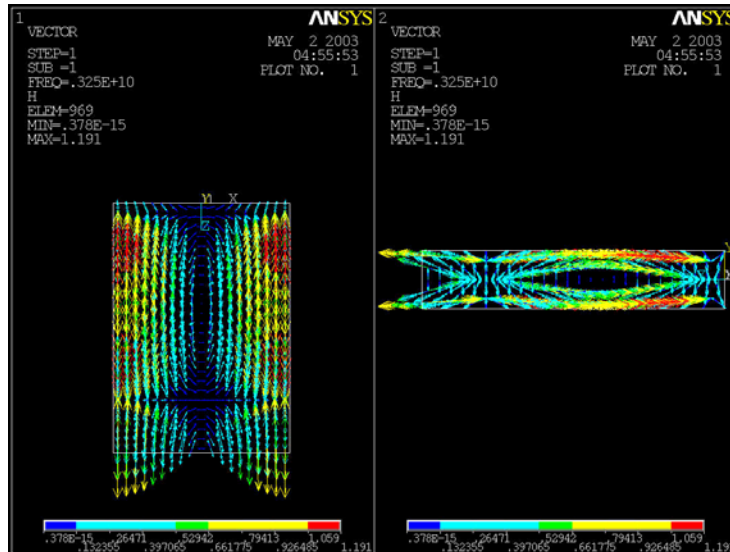 1
ANSYS
VECTOR
MAY 2 2003
04:55:53
PLOT NO. 1
STEP=1
SUB =1
FREQ=.325E+10
H
ELEM=969
MIN=.378E-15
MAX=1.191
Y X
Z
.378E-15 .26471 .52942 .79413 1.059
.132355 .397065 .661775 .926485 1.191
2
ANSYS
VECTOR
MAY 2 2003
04:55:53
PLOT NO. 1
STEP=1
SUB =1
FREQ=.325E+10
H
ELEM=969
MIN=.378E-15
MAX=1.191
.378E-15 .26471 .52942 .79413 1.059
.132355 .397065 .661775 .926485 1.191